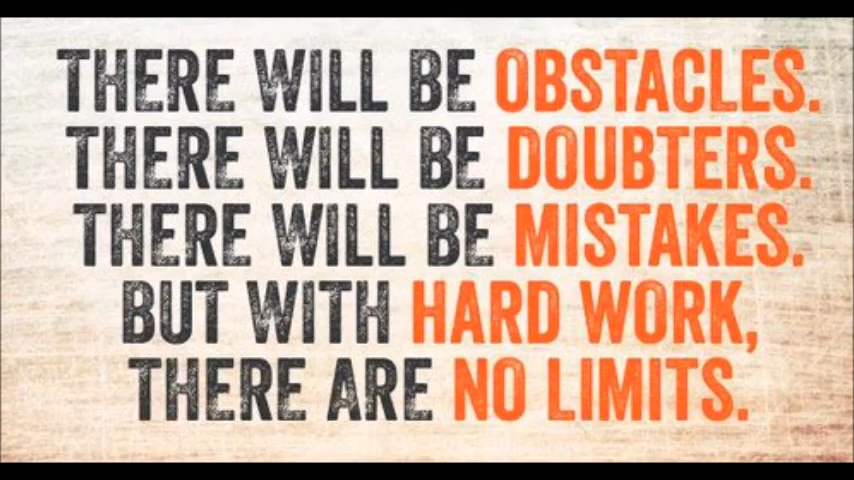 THERE WILL BE OBSTACLES.
THERE WILL BE DOUBTERS.
THERE WILL BE MISTAKES.
BUT WITH HARD WORK,
THERE ARE NO LIMITS.